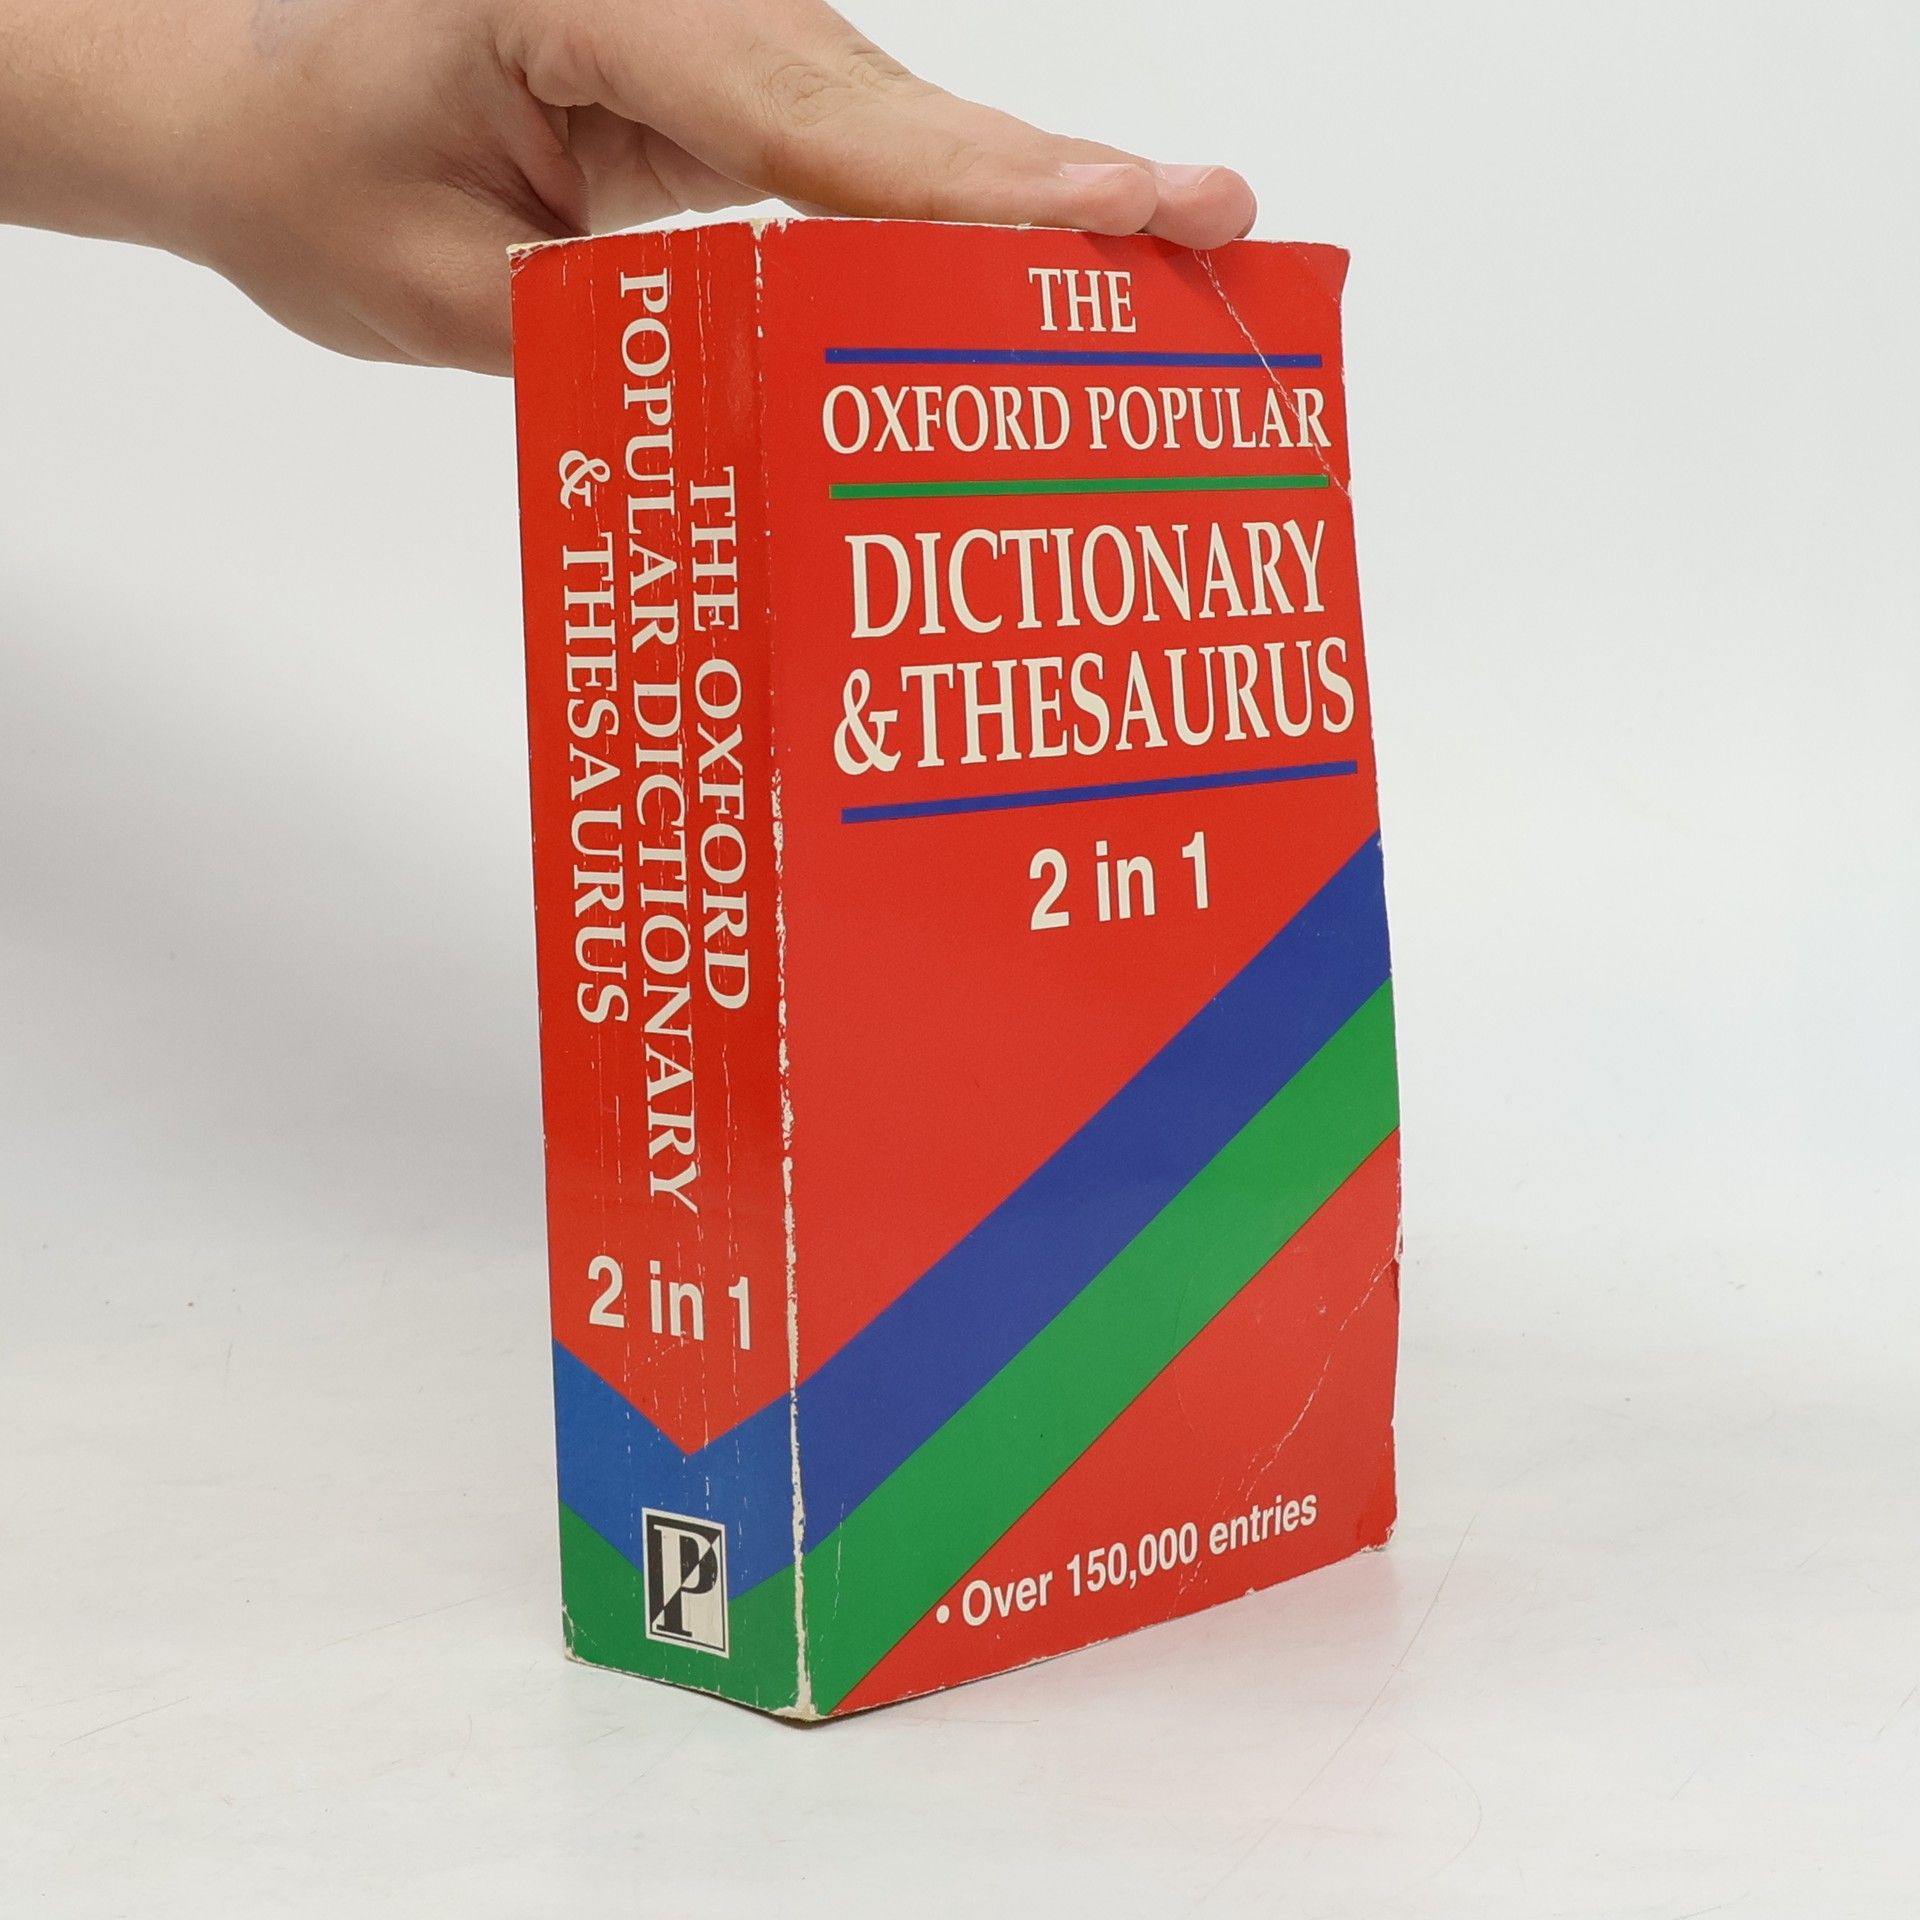 THE OXFORD
POPULAR DICTIONARY
& THESAURUS
2 in 1
P
THE
OXFORD POPULAR
DICTIONARY
& THESAURUS
2 in 1
• Over 150,000 entries